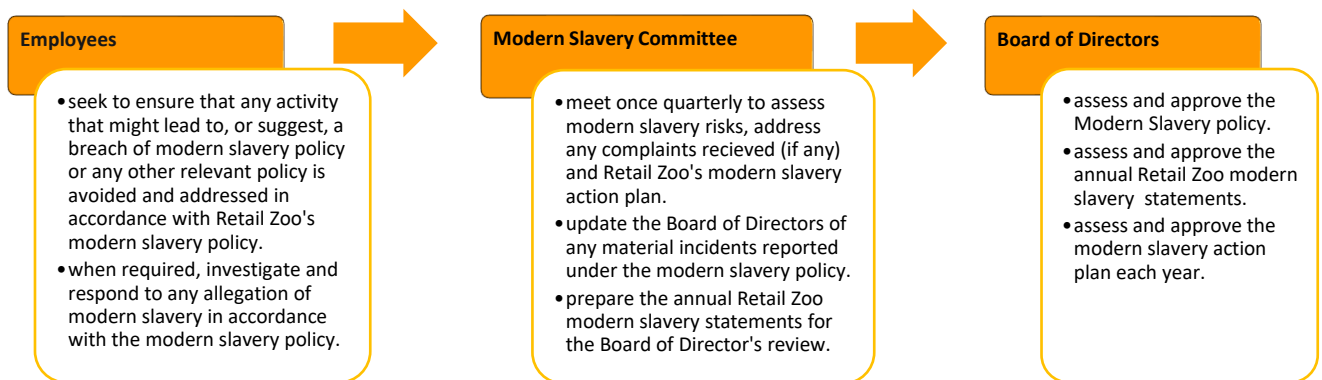 Employees
•seek to ensure that any activity
that might lead to, or suggest, a
breach of modern slavery policy
or any other relevant policy is
avoided and addressed in
accordance with Retail Zoo's
modern slavery policy.
•when required, investigate and
respond to any allegation of
modern slavery in accordance
with the modern slavery policy.
Modern Slavery Committee
•meet once quarterly to assess
modern slavery risks, address
any complaints recieved (if any)
and Retail Zoo's modern slavery
action plan.
•update the Board of Directors of
any material incidents reported
under the modern slavery policy.
•prepare the annual Retail Zoo
modern slavery statements for
the Board of Director's review.
Board of Directors
•assess and approve the
Modern Slavery policy.
•assess and approve the
annual Retail Zoo modern
slavery statements.
•assess and approve the
modern slavery action
plan each year.